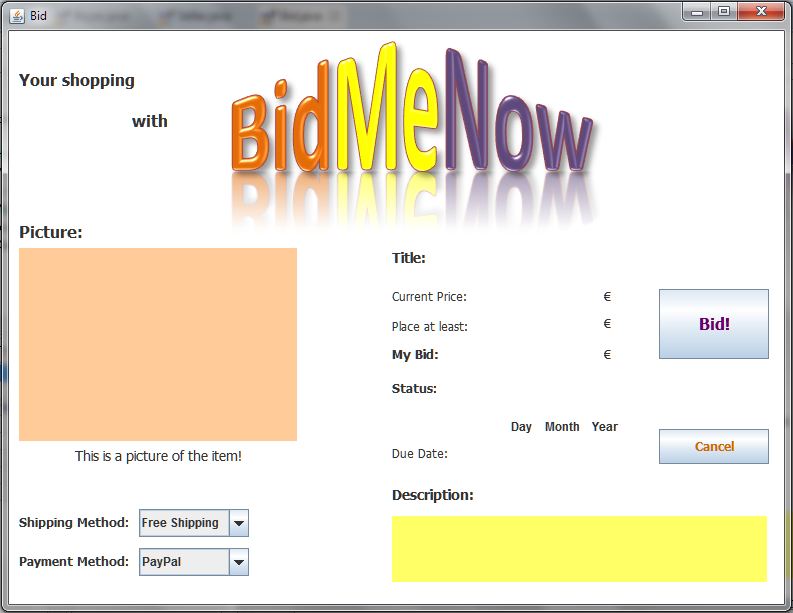 Bid
Your shopping
with
BidMeNow
Picture:
Title:
Current Price: €
Place at least: €
My Bid: €
Bid!
Status:
Day Month Year
Due Date:
Cancel
This is a picture of the item!
Description:
Shipping Method: Free Shipping
Payment Method: PayPal